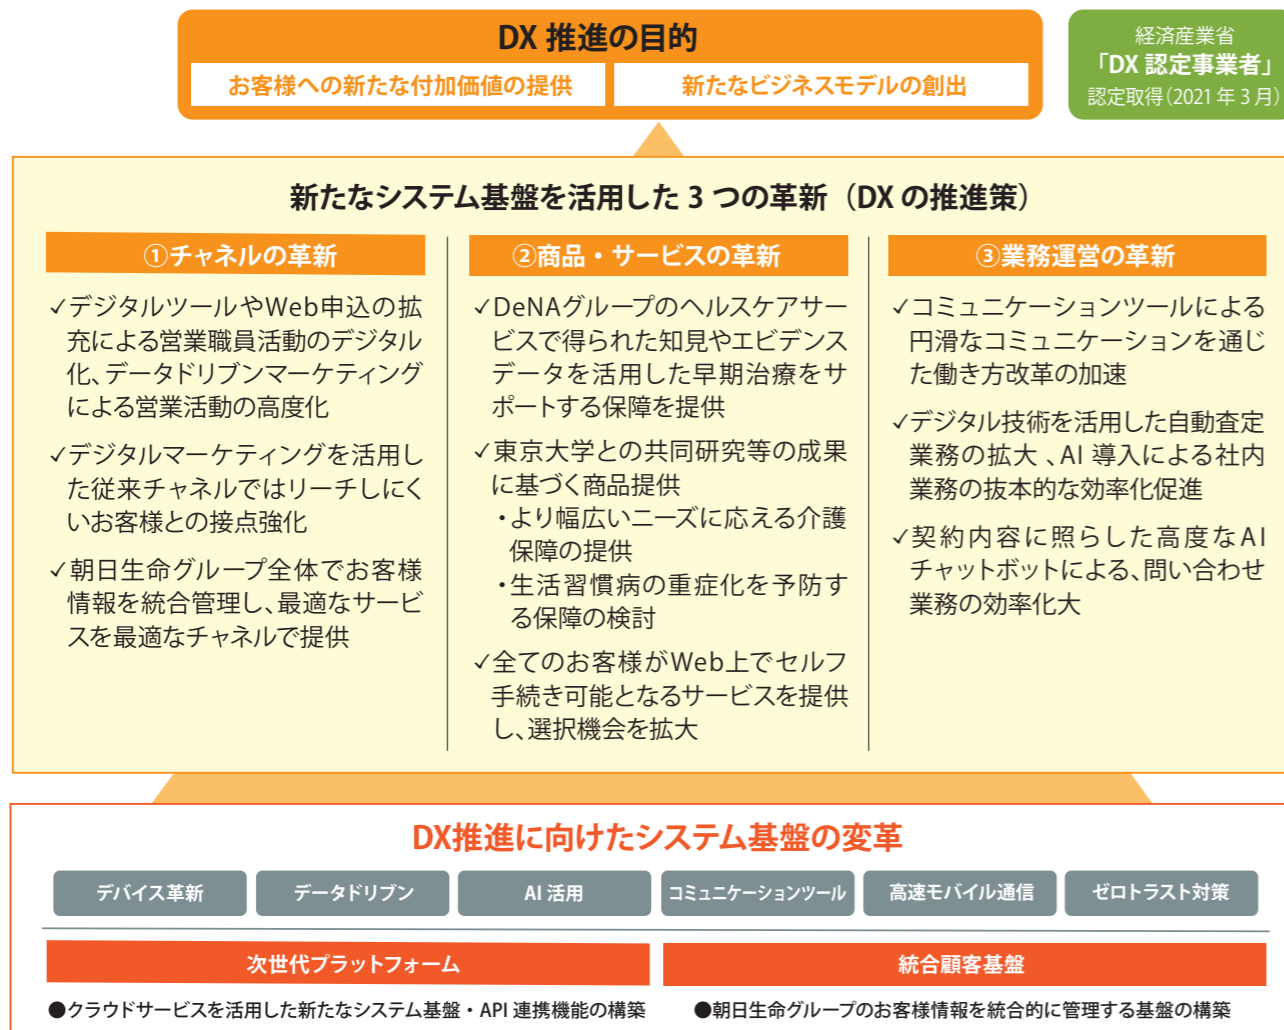 DX 推進の目的
お客様への新たな付加価値の提供
新たなビジネスモデルの創出
経済産業省
「DX 認定事業者」
認定取得(2021 年 3 月)
新たなシステム基盤を活用した 3 つの革新（DX の推進策）
①チャネルの革新
✓デジタルツールやWeb申込の拡
充による営業職員活動のデジタル
化、データドリブンマーケティング
による営業活動の高度化
✓デジタルマーケティングを活用し
た従来チャネルではリーチしにく
いお客様との接点強化
✓朝日生命グループ全体でお客様
情報を統合管理し、最適なサービ
スを最適なチャネルで提供
②商品・サービスの革新
✓DeNAグループのヘルスケアサー
ビスで得られた知見やエビデンス
データを活用した早期治療をサ
ポートする保障を提供
✓東京大学との共同研究等の成果
に基づく商品提供
・より幅広いニーズに応える介護
保障の提供
・生活習慣病の重症化を予防す
る保障の検討
✓全てのお客様がWeb上でセルフ
手続き可能となるサービスを提供
し、選択機会を拡大
③業務運営の革新
✓コミュニケーションツールによる
円滑なコミュニケーションを通じ
た働き方改革の加速
✓デジタル技術を活用した自動査定
業務の拡大 、AI 導入による社内
業務の抜本的な効率化促進
✓契約内容に照らした高度なAI
チャットボットによる、問い合わせ
業務の効率化大
DX推進に向けたシステム基盤の変革
デバイス革新
データドリブン
AI 活用
コミュニケーションツール
高速モバイル通信
ゼロトラスト対策
次世代プラットフォーム
●クラウドサービスを活用した新たなシステム基盤・API 連携機能の構築
統合顧客基盤
●朝日生命グループのお客様情報を統合的に管理する基盤の構築